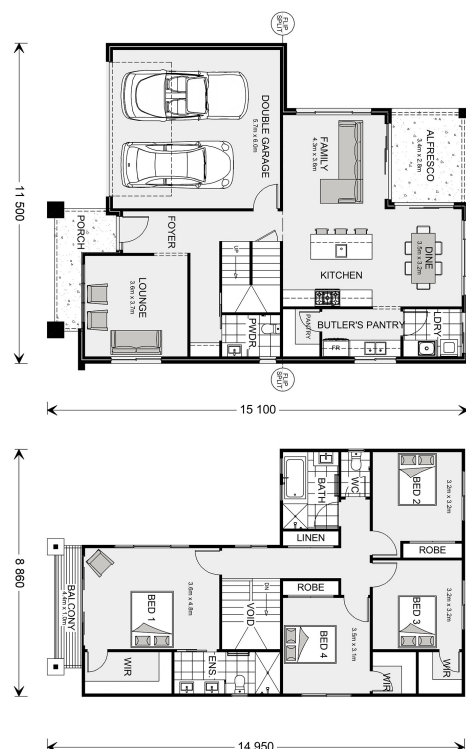 FLIP
SPLIT
DOUBLE GARAGE
5.7m x 6.0m
FAMILY
4.3m x 3.6m
ALFRESCO
3.4m x 2.8m
11 500
PORCH
FOYER
UP
DINE
3.5m x 3.2m
KITCHEN
LOUNGE
3.6m x 3.7m
PWDR
PANTRY
BUTLER'S PANTRY
FR
L'DRY
FLIP
SPLIT
15 100
8 860
BATH
WC
BED 2
3.2m x 3.2m
LINEN
ROBE
BALCONY
4.4m x 1.0m
BED 1
3.6m x 4.8m
DN
VOID
ROBE
BED 4
3.5m x 3.1m
BED 3
3.2m x 3.2m
WIR
ENS
WIR
WIR
14 950